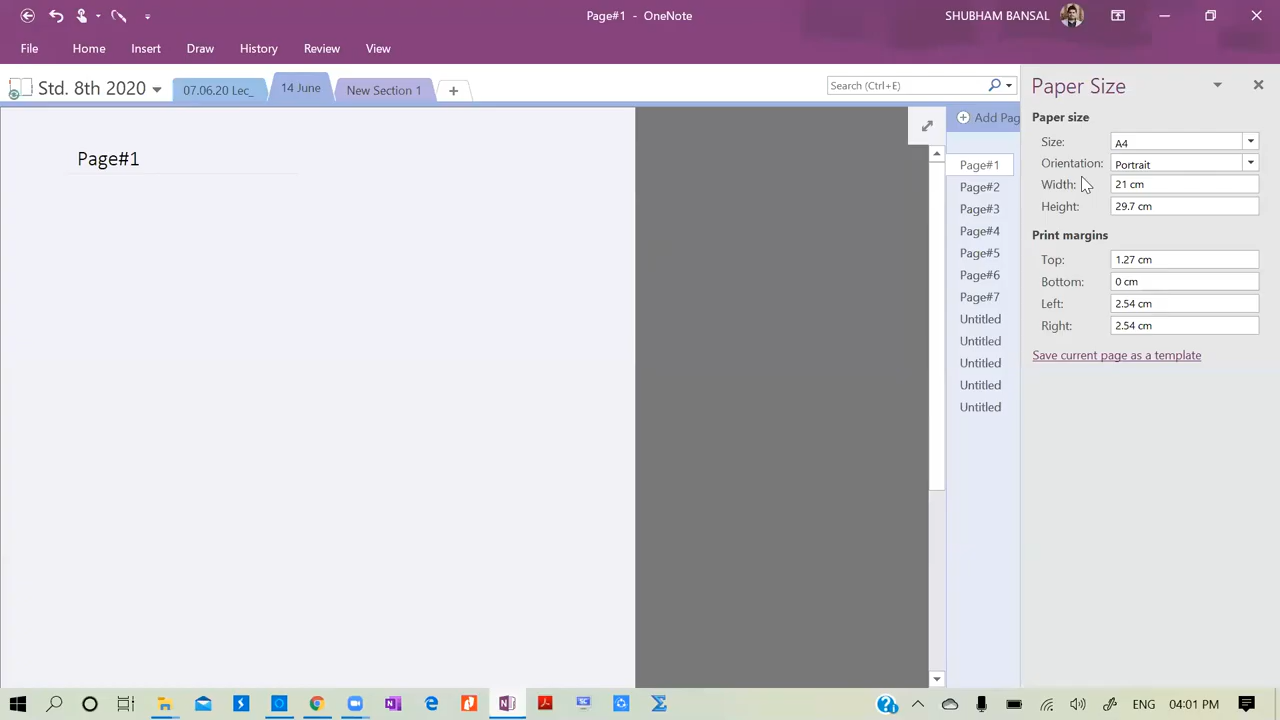 Page#1 - OneNote
SHUBHAM BANSAL
File Home Insert Draw History Review View
Std. 8th 2020
07.06.20 Lec_
14 June
New Section 1
Search (Ctrl+E)
Add Pag
Page#1
Page#1
Page#2
Page#3
Page#4
Page#5
Page#6
Page#7
Untitled
Untitled
Untitled
Untitled
Untitled
Paper Size
Paper size
Size: A4
Orientation: Portrait
Width: 21 cm
Height: 29.7 cm
Print margins
Top: 1.27 cm
Bottom: 0 cm
Left: 2.54 cm
Right: 2.54 cm
Save current page as a template
ENG 04:01 PM